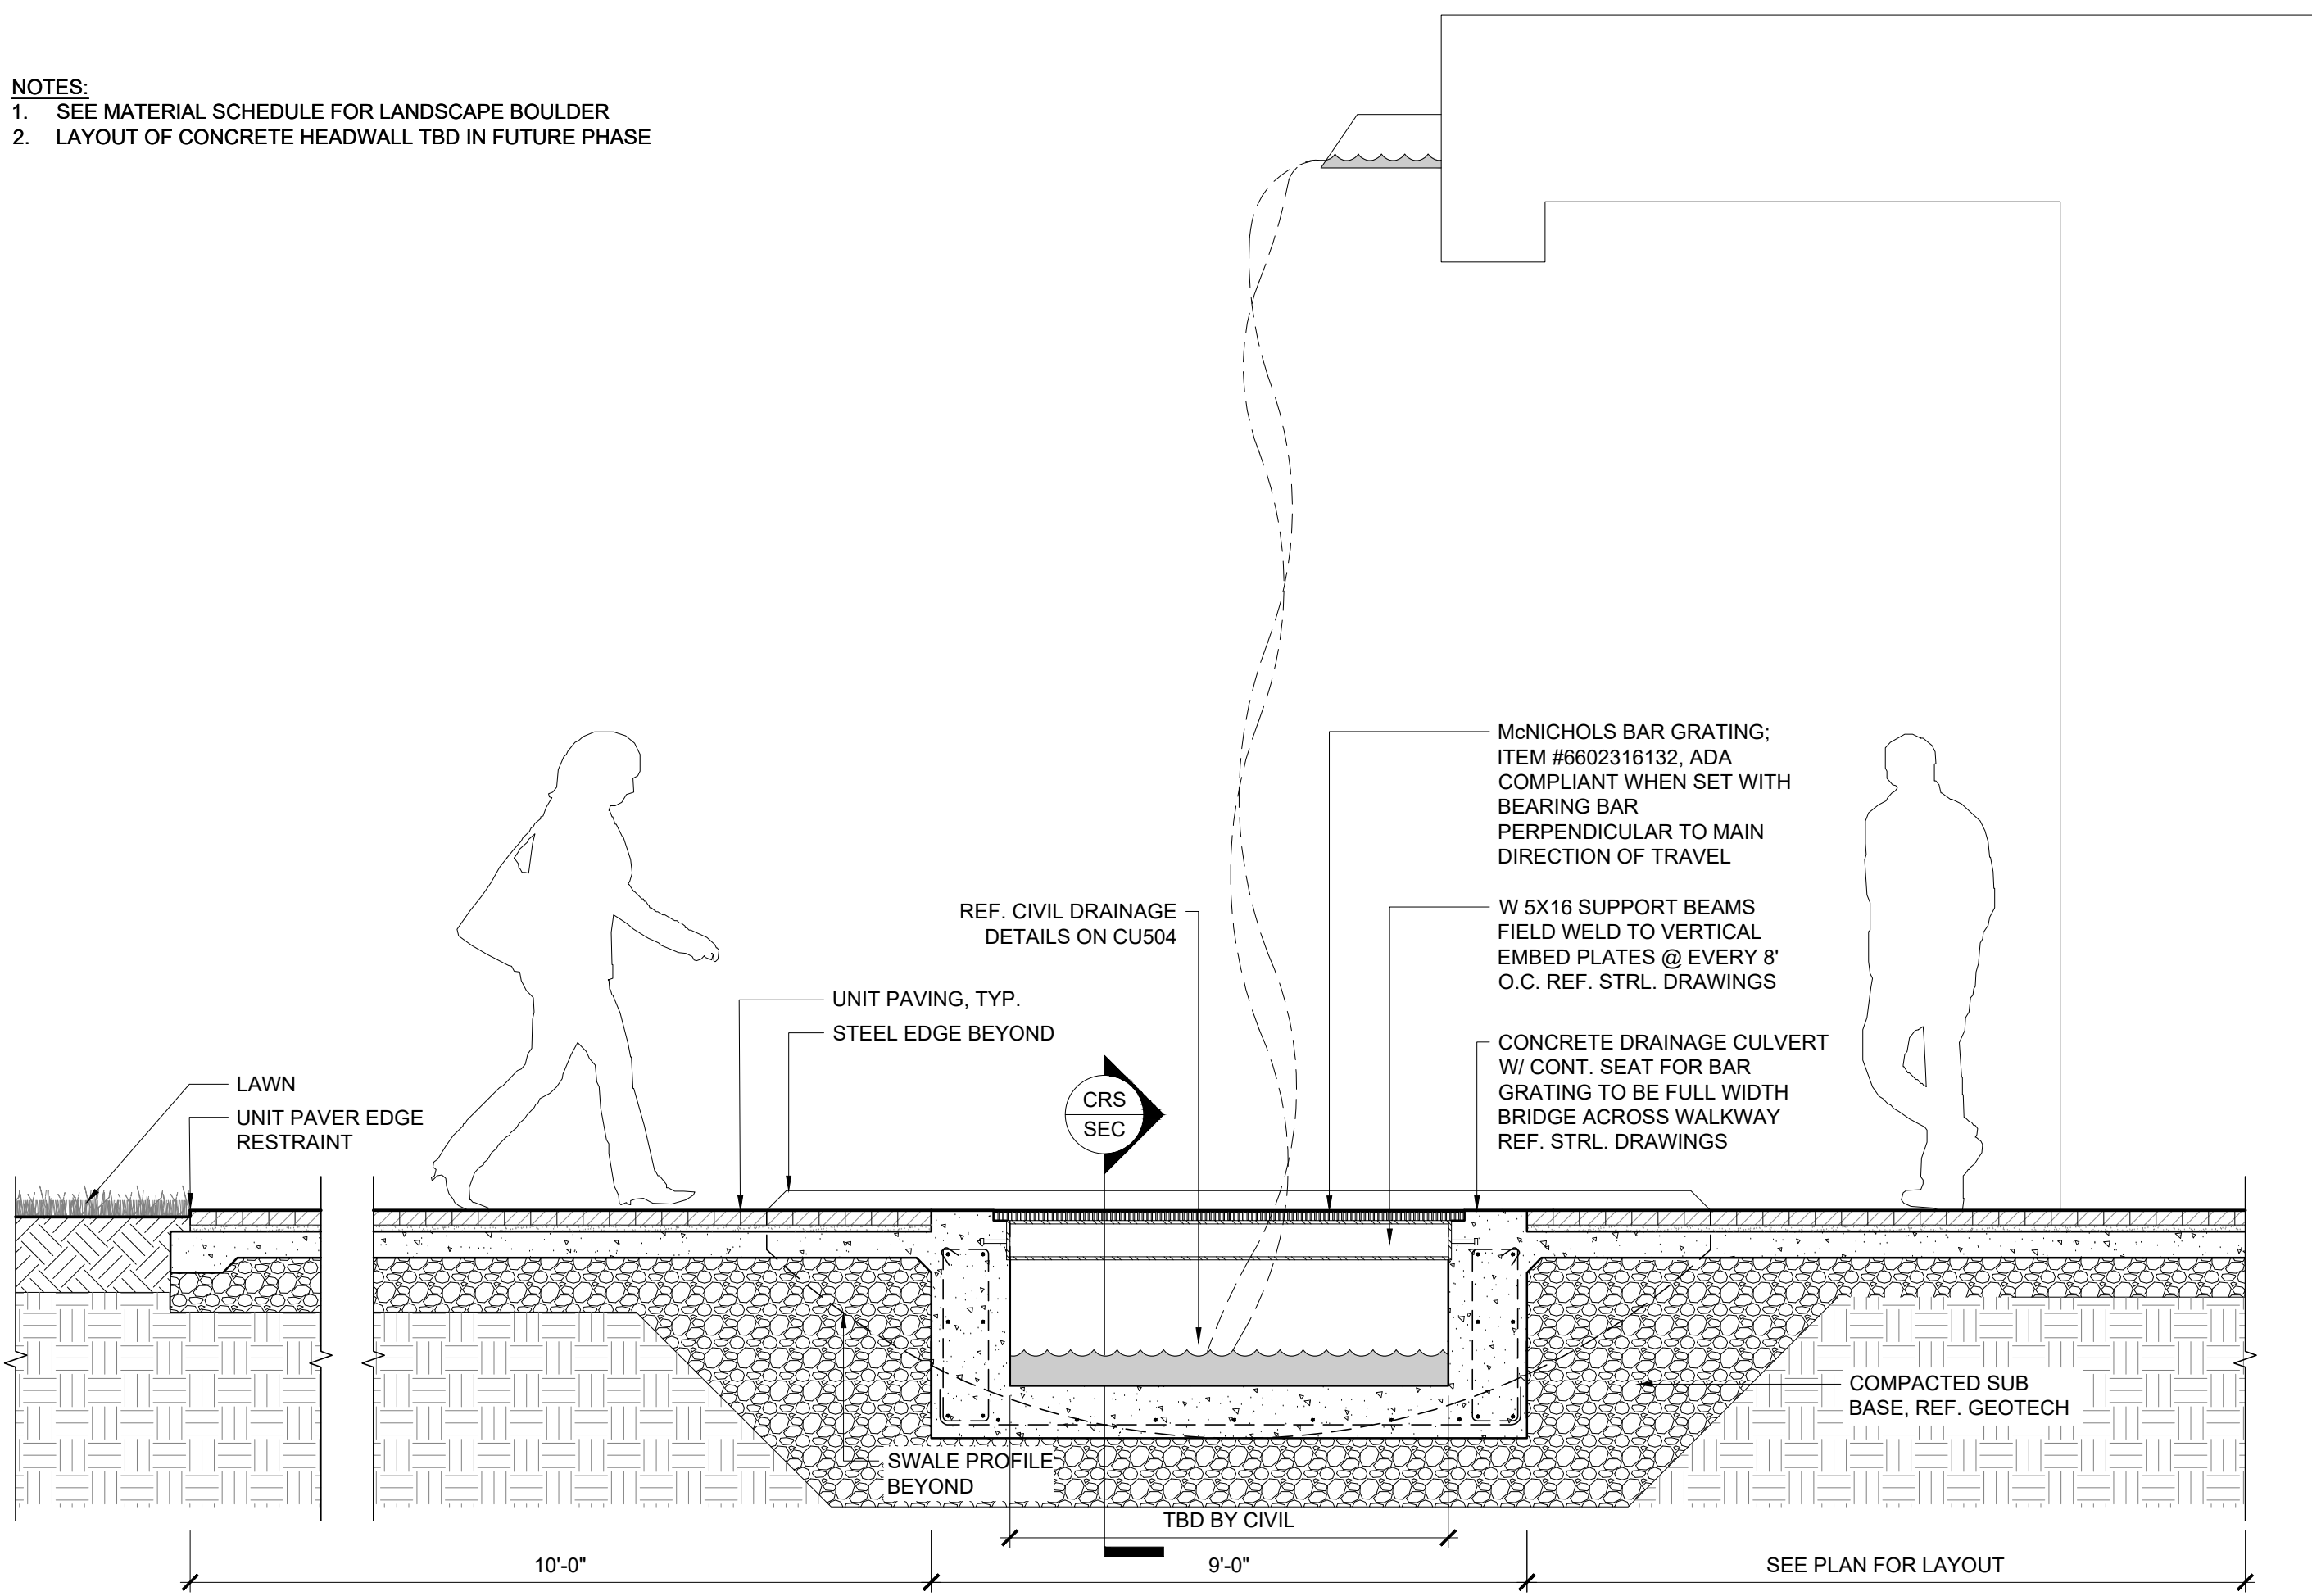 NOTES:
1. SEE MATERIAL SCHEDULE FOR LANDSCAPE BOULDER
2. LAYOUT OF CONCRETE HEADWALL TBD IN FUTURE PHASE
McNICHOLS BAR GRATING;
ITEM #6602316132, ADA
COMPLIANT WHEN SET WITH
BEARING BAR
PERPENDICULAR TO MAIN
DIRECTION OF TRAVEL
REF. CIVIL DRAINAGE
DETAILS ON CU504
W 5X16 SUPPORT BEAMS
FIELD WELD TO VERTICAL
EMBED PLATES @ EVERY 8'
O.C. REF. STRL. DRAWINGS
UNIT PAVING, TYP.
STEEL EDGE BEYOND
CONCRETE DRAINAGE CULVERT
W/ CONT. SEAT FOR BAR
GRATING TO BE FULL WIDTH
BRIDGE ACROSS WALKWAY
REF. STRL. DRAWINGS
LAWN
UNIT PAVER EDGE
RESTRAINT
CRS
SEC
COMPACTED SUB
BASE, REF. GEOTECH
SWALE PROFILE
BEYOND
TBD BY CIVIL
10'-0"
9'-0"
SEE PLAN FOR LAYOUT